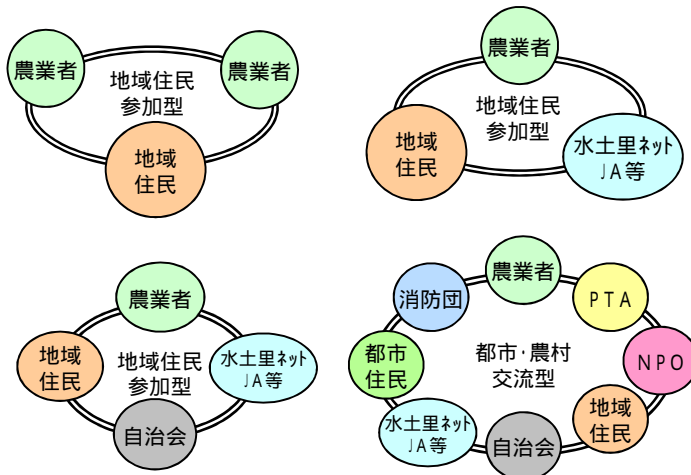 農業者
農業者
地域住民
参加型
地域
住民
農業者
地域住民
参加型
地域
住民
水土里ネット
JA等
農業者
地域
住民
地域住民
参加型
水土里ネット
JA等
自治会
農業者
消防団
PTA
都市
住民
都市･農村
交流型
NPO
地域
住民
水土里ネット
JA等
自治会